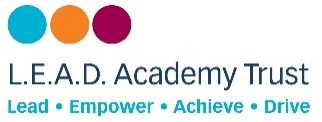 L.E.A.D. Academy Trust
Lead • Empower • Achieve • Drive